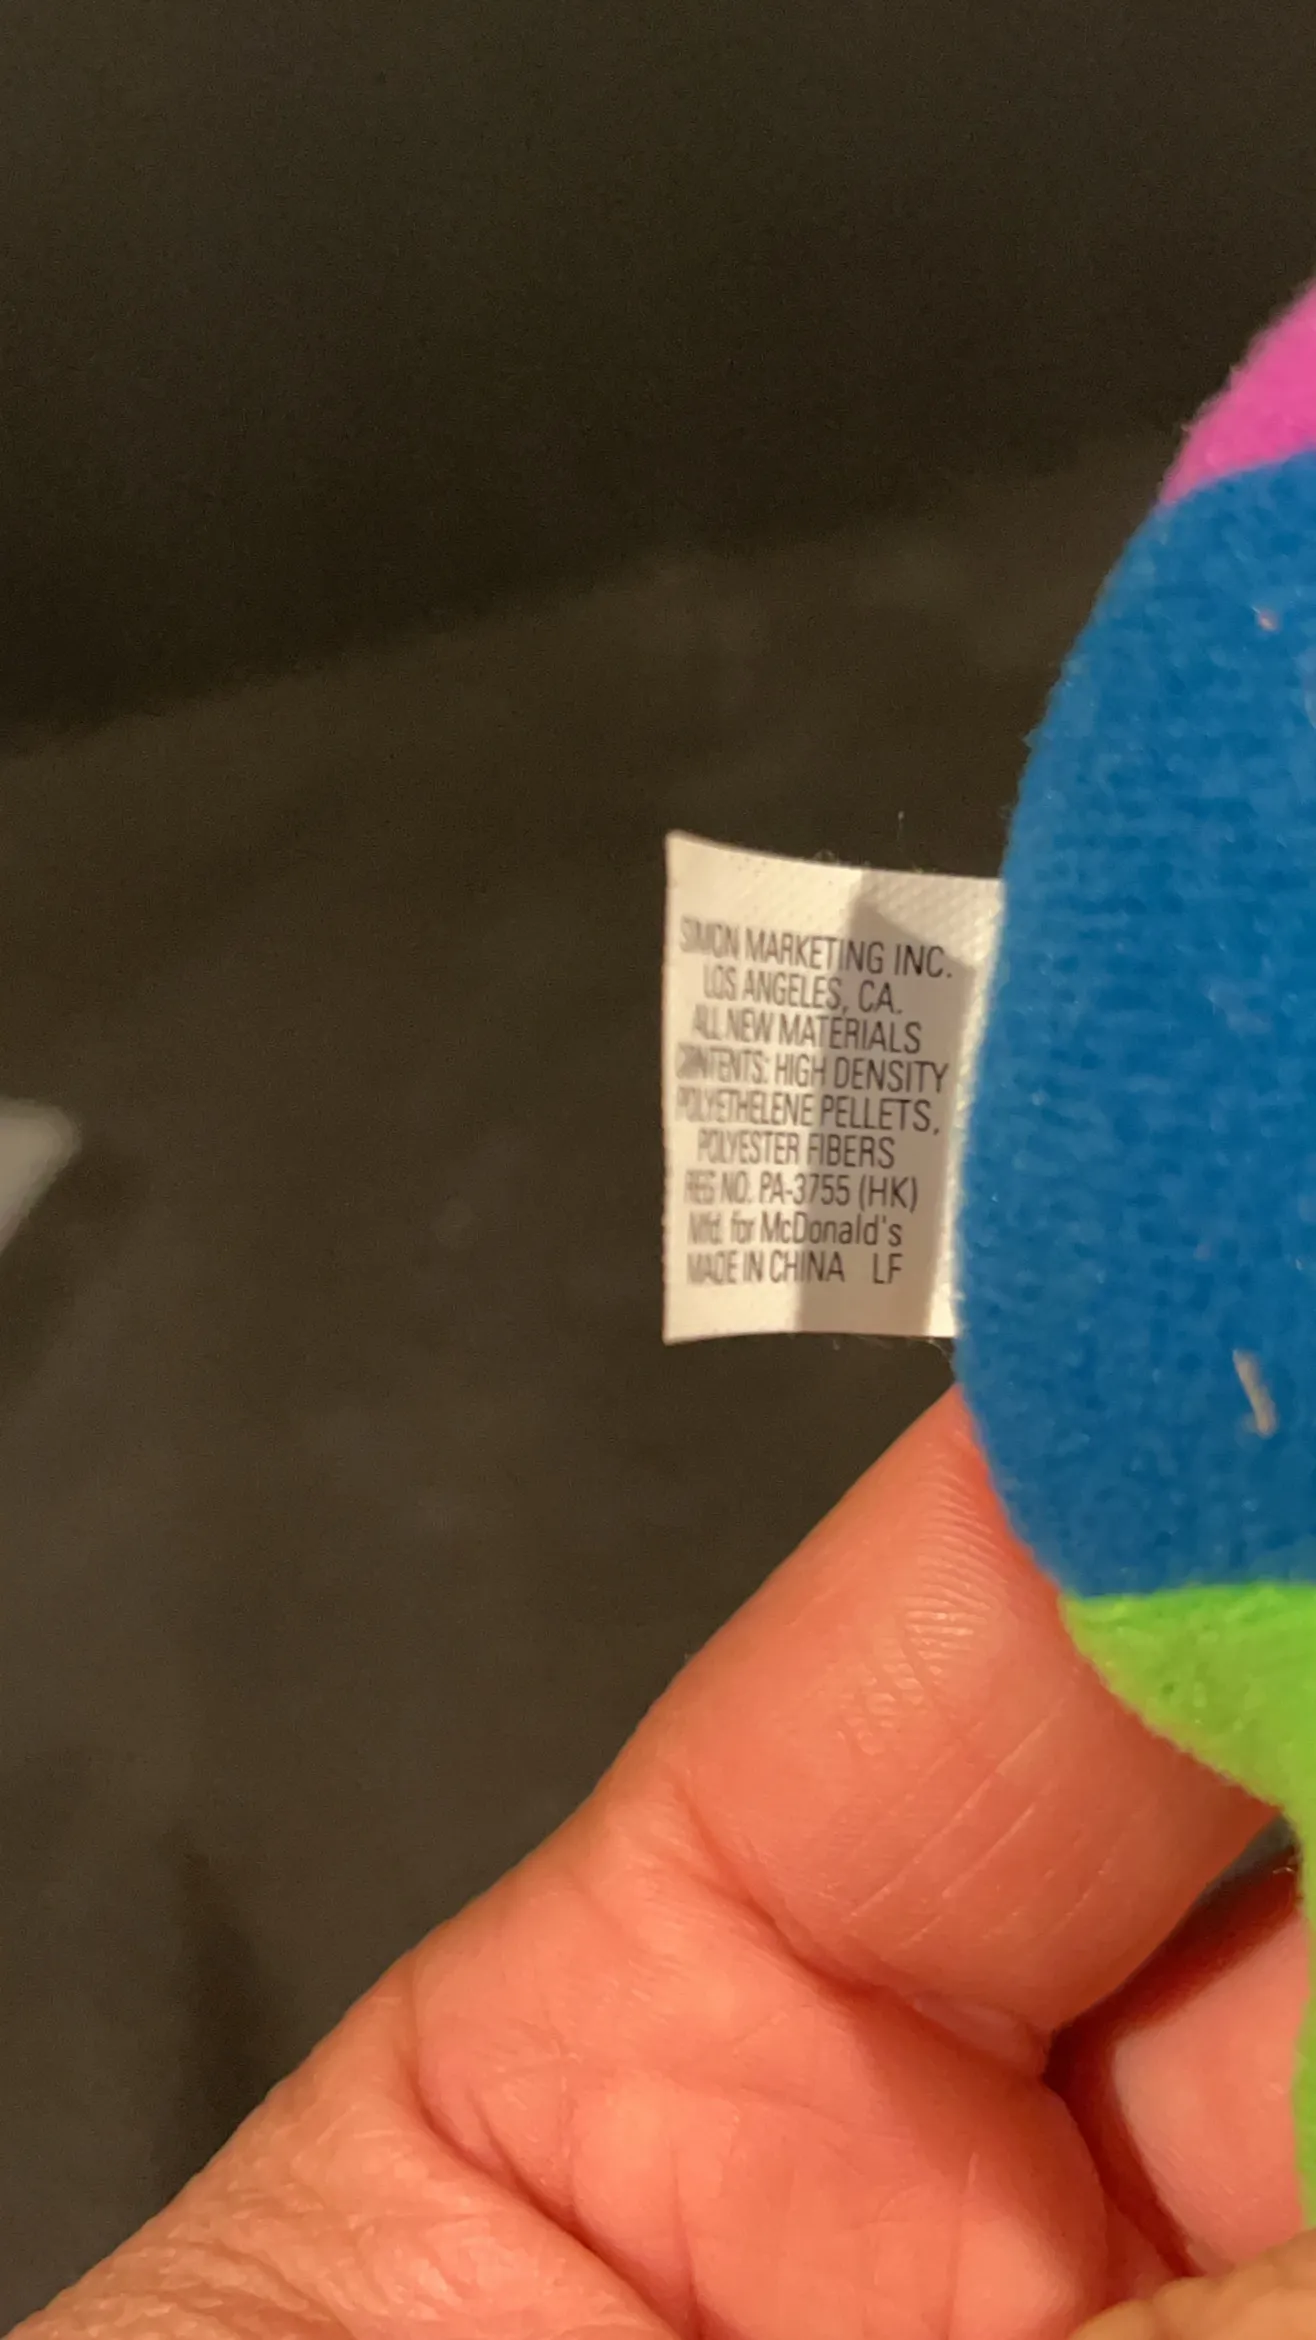 SIMON MARKETING INC.
LOS ANGELES, CA.
ALL NEW MATERIALS
CONTENTS: HIGH DENSITY
POLYETHELENE PELLETS,
POLYESTER FIBERS
REG NO. PA-3755 (HK)
Mfd. for McDonald's
MADE IN CHINA LF